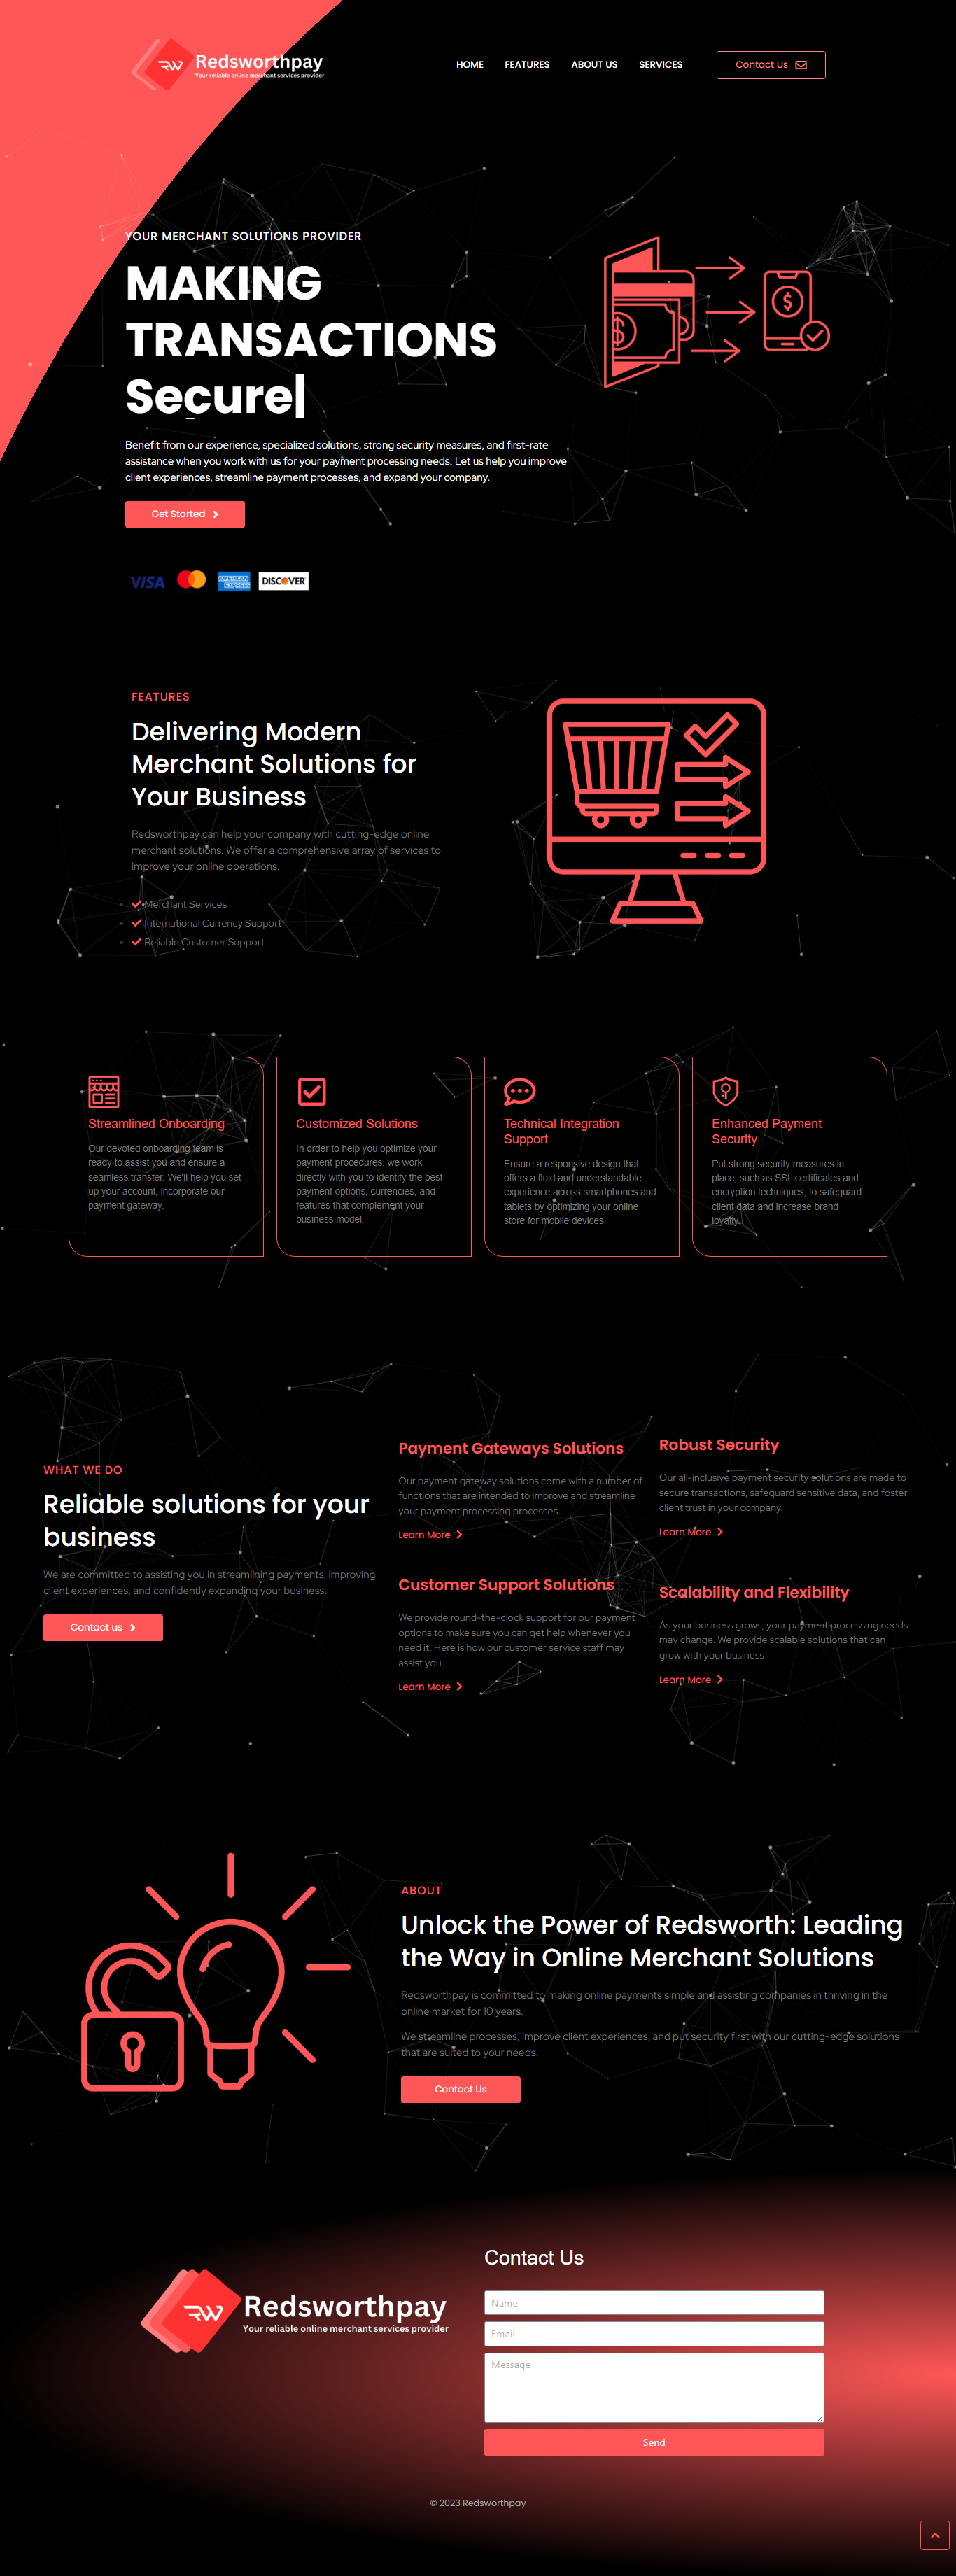 Redsworthpay
Your reliable online merchant services provider
HOME
FEATURES
ABOUT US
SERVICES
Contact Us
YOUR MERCHANT SOLUTIONS PROVIDER
MAKING
TRANSACTIONS
Secure|
Benefit from our experience, specialized solutions, strong security measures, and first-rate
assistance when you work with us for your payment processing needs. Let us help you improve
client experiences, streamline payment processes, and expand your company.
Get Started
VISA
AMERICAN
EXPRESS
DISCOVER
FEATURES
Delivering Modern
Merchant Solutions for
Your Business
Redsworthpay can help your company with cutting-edge online
merchant solutions. We offer a comprehensive array of services to
improve your online operations.
Merchant Services
International Currency Support
Reliable Customer Support
Streamlined Onboarding
Our devoted onboarding team is
ready to assist you and ensure a
seamless transfer. We'll help you set
up your account, incorporate our
payment gateway.
Customized Solutions
In order to help you optimize your
payment procedures, we work
directly with you to identify the best
payment options, currencies, and
features that complement your
business model.
Technical Integration
Support
Ensure a responsive design that
offers a fluid and understandable
experience across smartphones and
tablets by optimizing your online
store for mobile devices.
Enhanced Payment
Security
Put strong security measures in
place, such as SSL certificates and
encryption techniques, to safeguard
client data and increase brand
loyalty.
WHAT WE DO
Reliable solutions for your
business
We are committed to assisting you in streamlining payments, improving
client experiences, and confidently expanding your business.
Contact us
Payment Gateways Solutions
Our payment gateway solutions come with a number of
functions that are intended to improve and streamline
your payment processing processes.
Learn More
Robust Security
Our all-inclusive payment security solutions are made to
secure transactions, safeguard sensitive data, and foster
client trust in your company.
Learn More
Customer Support Solutions
We provide round-the-clock support for our payment
options to make sure you can get help whenever you
need it. Here is how our customer service staff may
assist you.
Learn More
Scalability and Flexibility
As your business grows, your payment processing needs
may change. We provide scalable solutions that can
grow with your business
Learn More
ABOUT
Unlock the Power of Redsworth: Leading
the Way in Online Merchant Solutions
Redsworthpay is committed to making online payments simple and assisting companies in thriving in the
online market for 10 years.
We streamline processes, improve client experiences, and put security first with our cutting-edge solutions
that are suited to your needs.
Contact Us
Redsworthpay
Your reliable online merchant services provider
Contact Us
Name
Email
Message
Send
© 2023 Redsworthpay